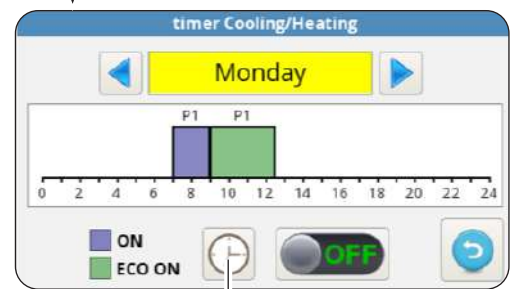 timer Cooling/Heating
Monday
P1 P1
0 2 4 6 8 10 12 14 16 18 20 22 24
ON
ECO ON
OFF